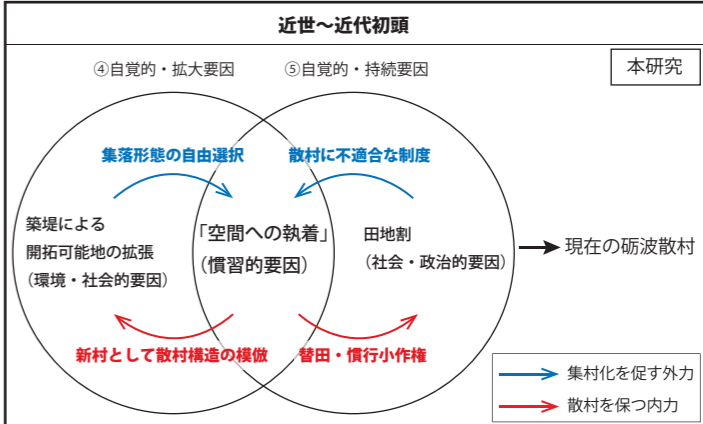 近世～近代初頭
④自覚的・拡大要因
⑤自覚的・持続要因
本研究
集落形態の自由選択
散村に不適合な制度
築堤による
開拓可能地の拡張
（環境・社会的要因）
「空間への執着」
（慣習的要因）
田地割
（社会・政治的要因）
現在の砺波散村
新村として散村構造の模倣
替田・慣行小作権
集村化を促す外力
散村を保つ内力